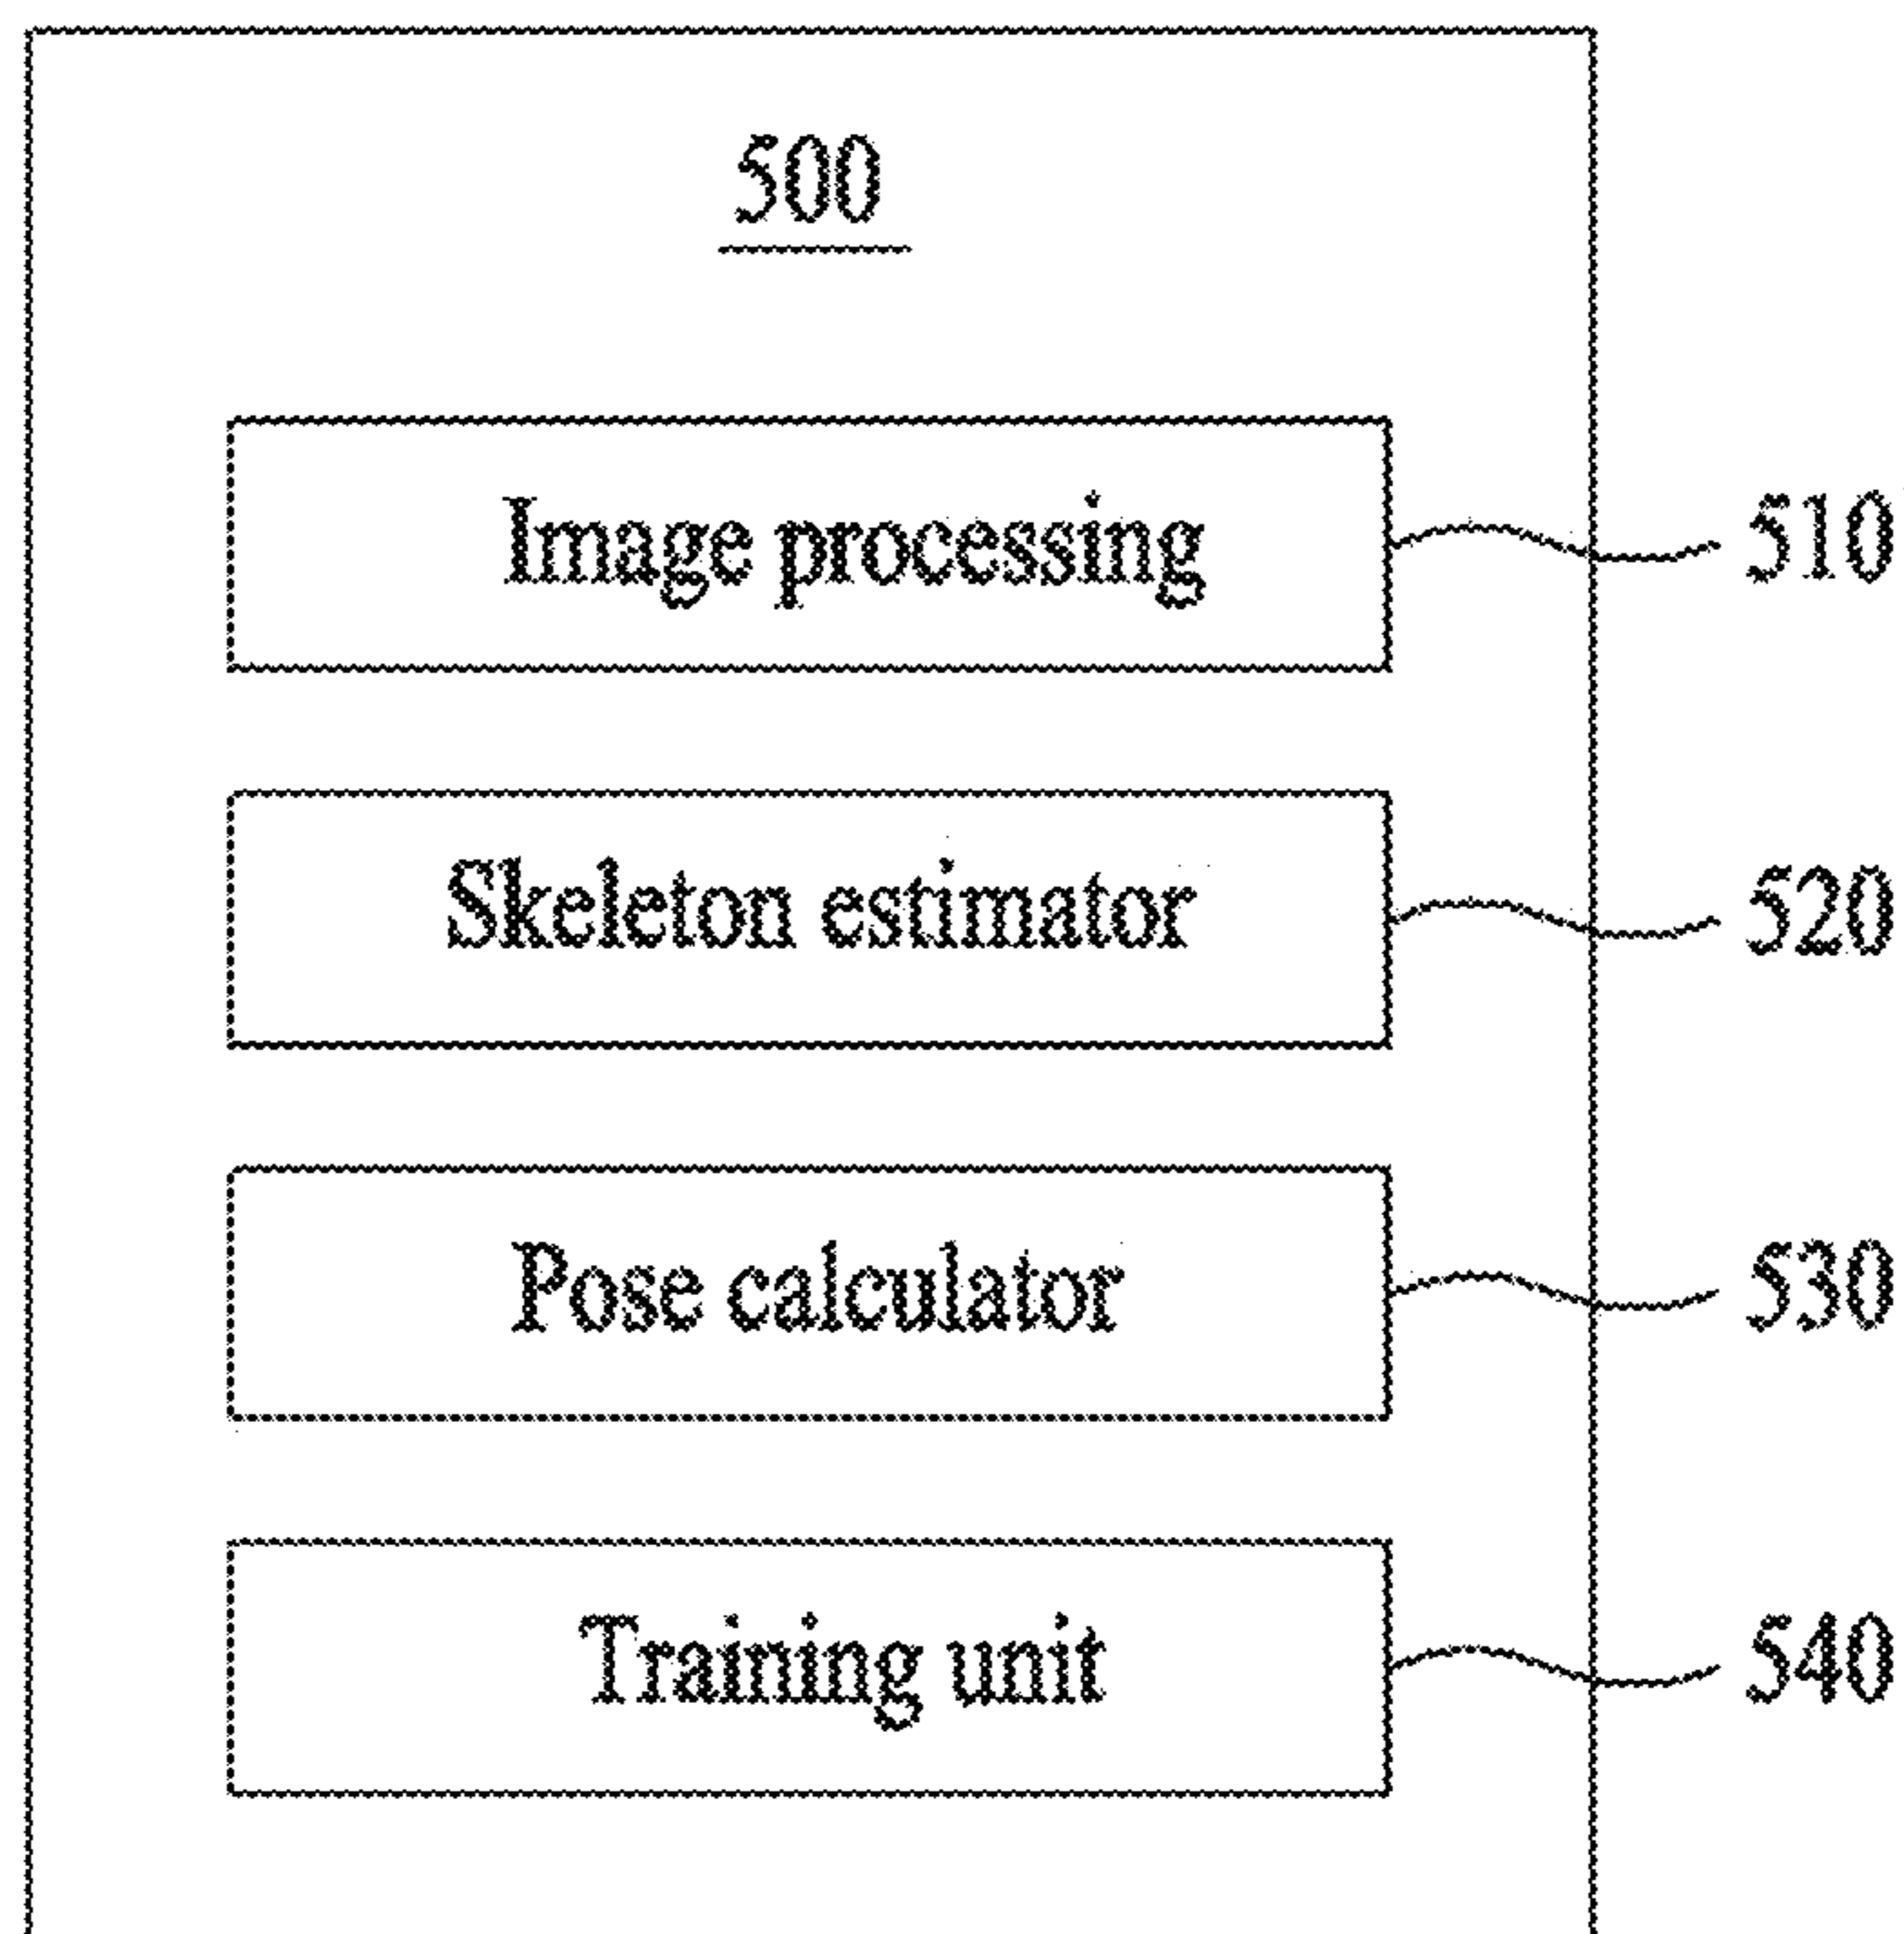 500
Image processing 510
Skeleton estimator 520
Pose calculator 530
Training unit 540